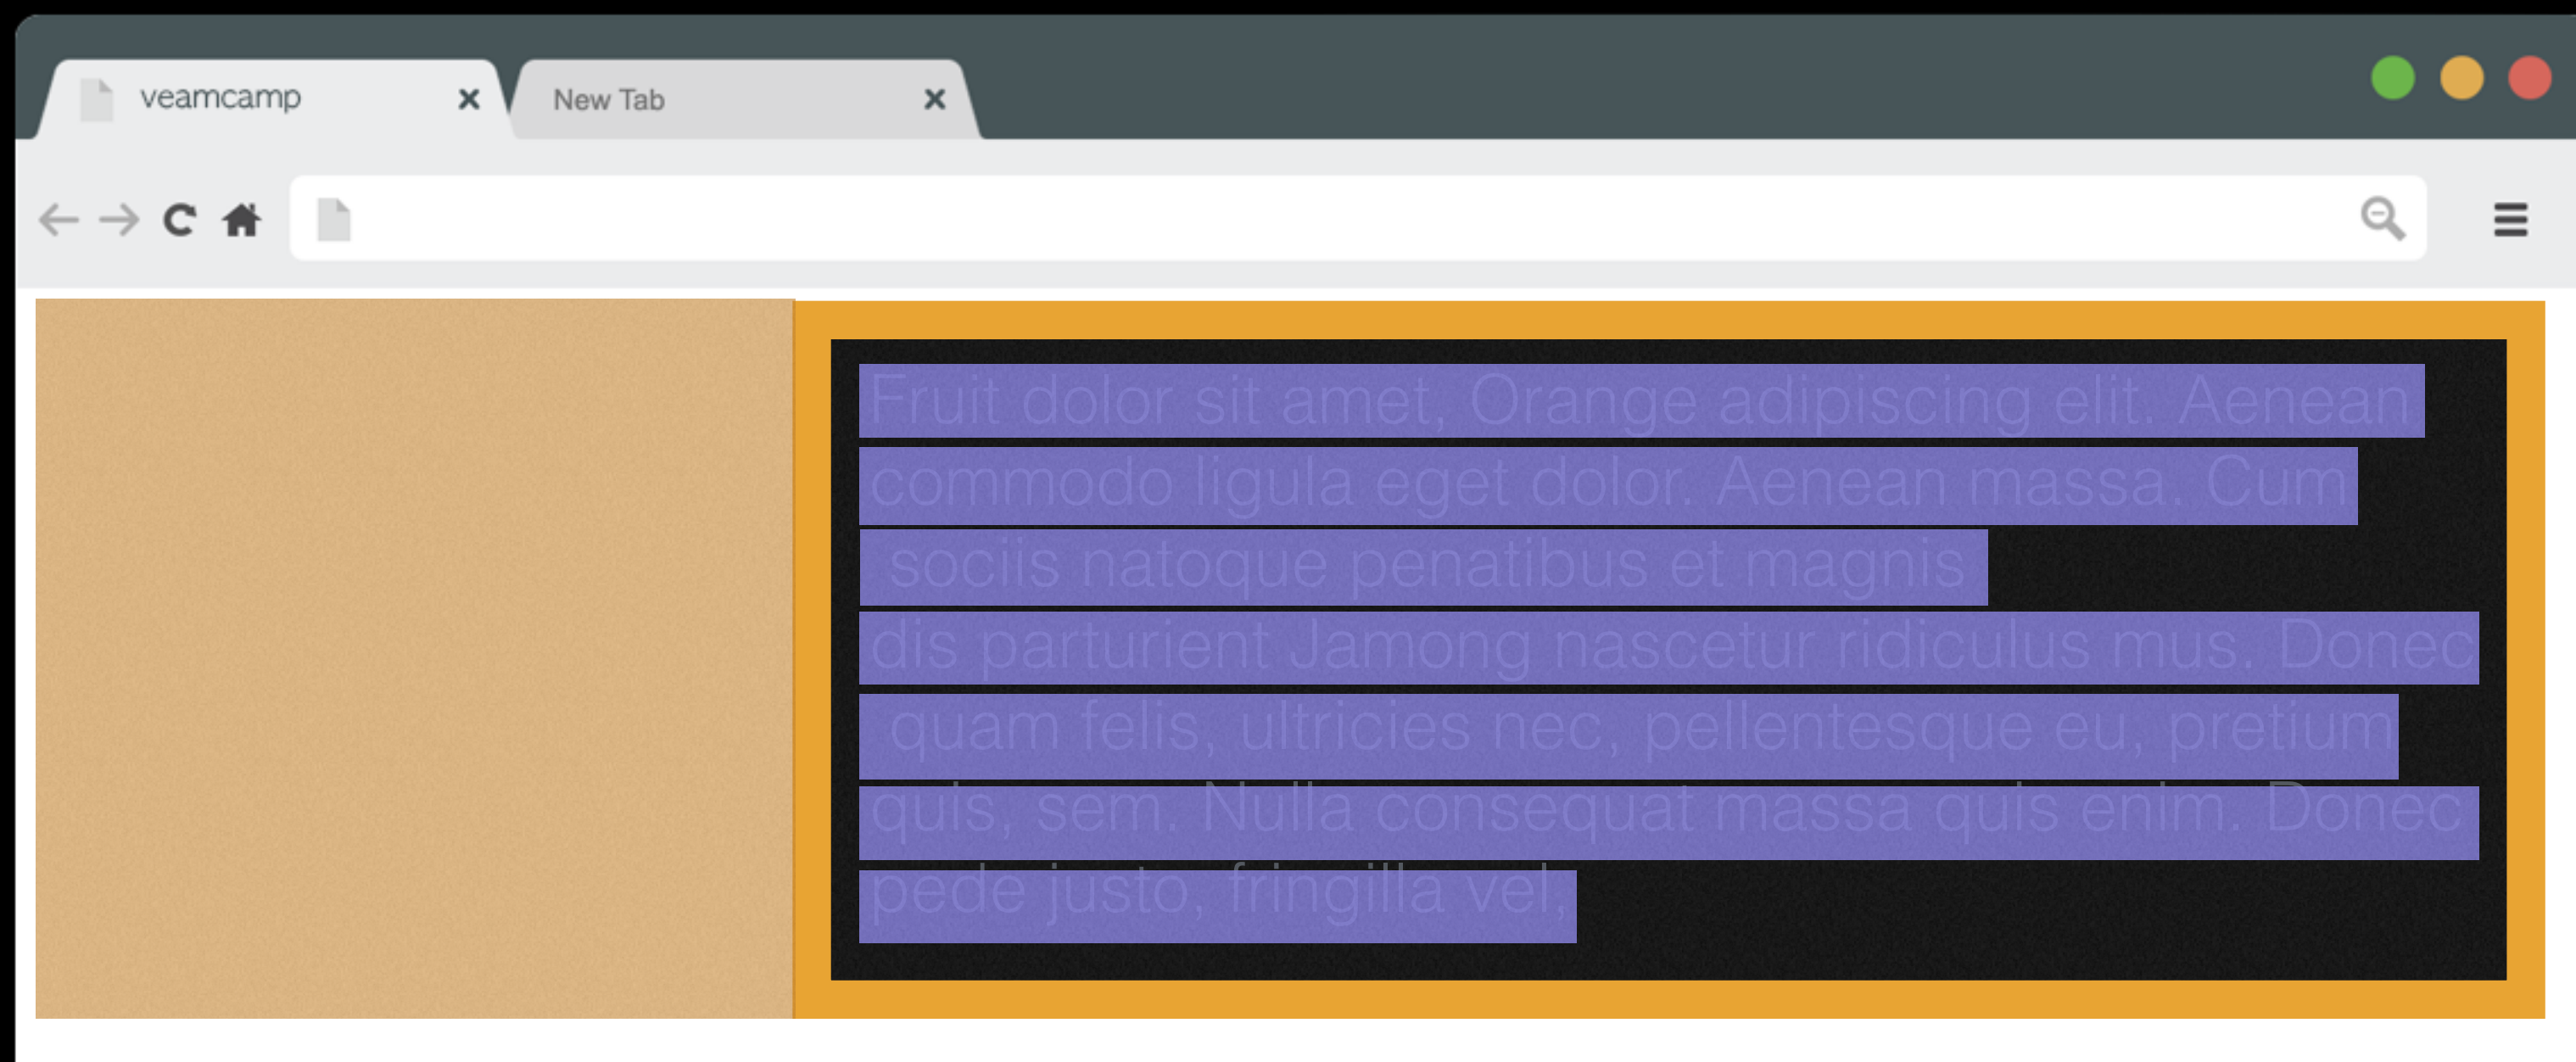 veamcamp
New Tab
Fruit dolor sit amet, Orange adipiscing elit. Aenean
commodo ligula eget dolor. Aenean massa. Cum
sociis natoque penatibus et magnis
dis parturient Jamong nascetur ridiculus mus. Donec
quam felis, ultricies nec, pellentesque eu, pretium
quis, sem. Nulla consequat massa quis enim. Donec
pede justo, fringilla vel,